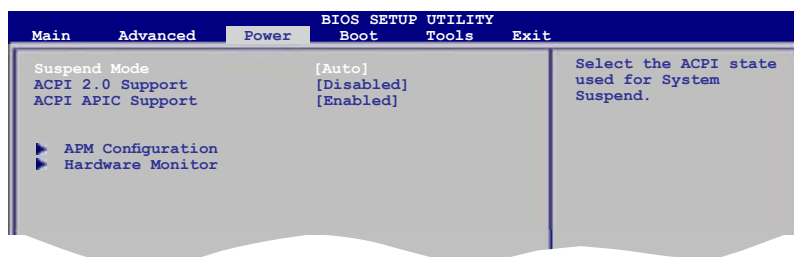 BIOS SETUP UTILITY
Main Advanced Power Boot Tools Exit
Suspend Mode [Auto]
ACPI 2.0 Support [Disabled]
ACPI APIC Support [Enabled]
APM Configuration
Hardware Monitor
Select the ACPI state
used for System
Suspend.